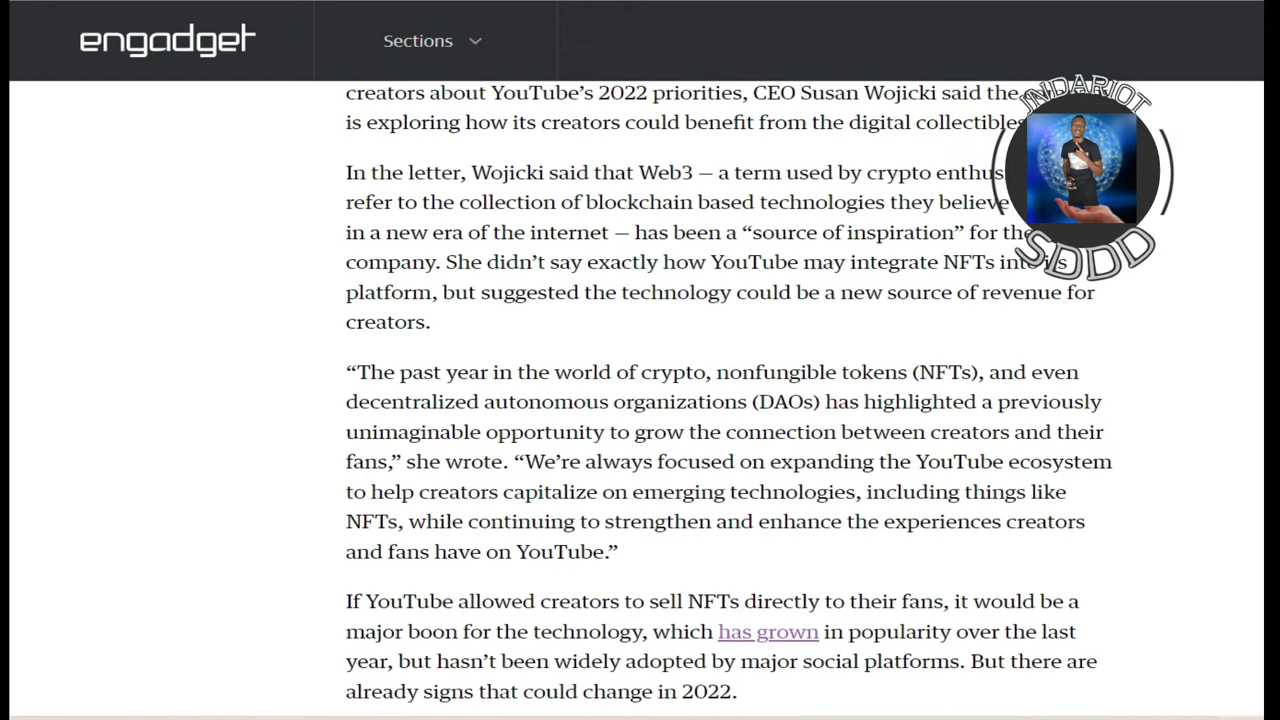 engadget
Sections
creators about YouTube’s 2022 priorities, CEO Susan Wojicki said the
is exploring how its creators could benefit from the digital collectibles
In the letter, Wojicki said that Web3 — a term used by crypto
refer to the collection of blockchain based technologies they believe
in a new era of the internet — has been a “source of inspiration” for the
company. She didn’t say exactly how YouTube may integrate NFTs into its
platform, but suggested the technology could be a new source of revenue for
creators.
“The past year in the world of crypto, nonfungible tokens (NFTs), and even
decentralized autonomous organizations (DAOs) has highlighted a previously
unimaginable opportunity to grow the connection between creators and their
fans,” she wrote. “We’re always focused on expanding the YouTube ecosystem
to help creators capitalize on emerging technologies, including things like
NFTs, while continuing to strengthen and enhance the experiences creators
and fans have on YouTube.”
If YouTube allowed creators to sell NFTs directly to their fans, it would be a
major boon for the technology, which has grown in popularity over the last
year, but hasn’t been widely adopted by major social platforms. But there are
already signs that could change in 2022.
JNDARIOT
SDDD